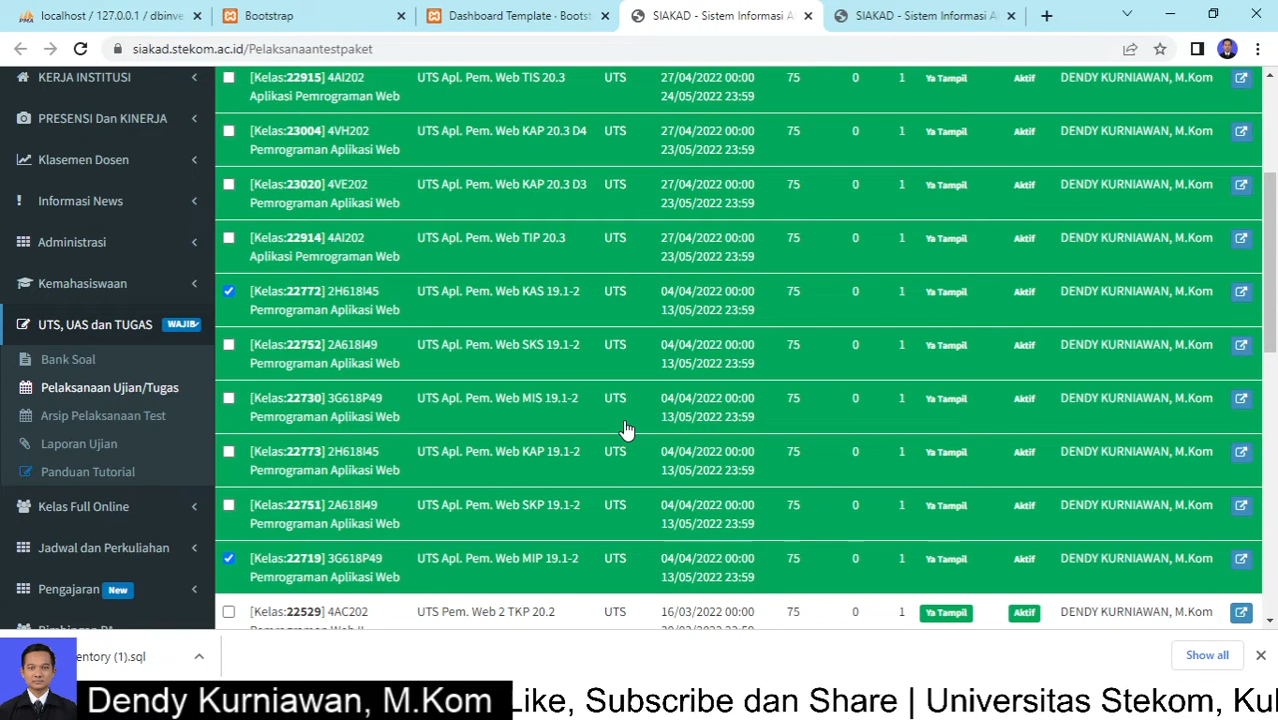 localhost / 127.0.0.1 / dbinve
Bootstrap
Dashboard Template · Bootst
SIAKAD - Sistem Informasi A
SIAKAD - Sistem Informasi A
siakad.stekom.ac.id/Pelaksanaantestpaket
KERJA INSTITUSI
PRESENSI Dan KINERJA
Klasemen Dosen
Informasi News
Administrasi
Kemahasiswaan
UTS, UAS dan TUGAS WAJIB
Bank Soal
Pelaksanaan Ujian/Tugas
Arsip Pelaksanaan Test
Laporan Ujian
Panduan Tutorial
Kelas Full Online
Jadwal dan Perkuliahan
Pengajaran New
[Kelas:22915] 4AI202 UTS Apl. Pem. Web TIS 20.3 UTS 27/04/2022 00:00 75 0 1 Ya Tampil Aktif DENDY KURNIAWAN, M.Kom
Aplikasi Pemrograman Web 24/05/2022 23:59
[Kelas:23004] 4VH202 UTS Apl. Pem. Web KAP 20.3 D4 UTS 27/04/2022 00:00 75 0 1 Ya Tampil Aktif DENDY KURNIAWAN, M.Kom
Pemrograman Aplikasi Web 23/05/2022 23:59
[Kelas:23020] 4VE202 UTS Apl. Pem. Web KAP 20.3 D3 UTS 27/04/2022 00:00 75 0 1 Ya Tampil Aktif DENDY KURNIAWAN, M.Kom
Pemrograman Aplikasi Web 23/05/2022 23:59
[Kelas:22914] 4AI202 UTS Apl. Pem. Web TIP 20.3 UTS 27/04/2022 00:00 75 0 1 Ya Tampil Aktif DENDY KURNIAWAN, M.Kom
Aplikasi Pemrograman Web 23/05/2022 23:59
[Kelas:22772] 2H618I45 UTS Apl. Pem. Web KAS 19.1-2 UTS 04/04/2022 00:00 75 0 1 Ya Tampil Aktif DENDY KURNIAWAN, M.Kom
Pemrograman Aplikasi Web 13/05/2022 23:59
[Kelas:22752] 2A618I49 UTS Apl. Pem. Web SKS 19.1-2 UTS 04/04/2022 00:00 75 0 1 Ya Tampil Aktif DENDY KURNIAWAN, M.Kom
Pemrograman Aplikasi Web 13/05/2022 23:59
[Kelas:22730] 3G618P49 UTS Apl. Pem. Web MIS 19.1-2 UTS 04/04/2022 00:00 75 0 1 Ya Tampil Aktif DENDY KURNIAWAN, M.Kom
Pemrograman Aplikasi Web 13/05/2022 23:59
[Kelas:22773] 2H618I45 UTS Apl. Pem. Web KAP 19.1-2 UTS 04/04/2022 00:00 75 0 1 Ya Tampil Aktif DENDY KURNIAWAN, M.Kom
Pemrograman Aplikasi Web 13/05/2022 23:59
[Kelas:22751] 2A618I49 UTS Apl. Pem. Web SKP 19.1-2 UTS 04/04/2022 00:00 75 0 1 Ya Tampil Aktif DENDY KURNIAWAN, M.Kom
Pemrograman Aplikasi Web 13/05/2022 23:59
[Kelas:22719] 3G618P49 UTS Apl. Pem. Web MIP 19.1-2 UTS 04/04/2022 00:00 75 0 1 Ya Tampil Aktif DENDY KURNIAWAN, M.Kom
Pemrograman Aplikasi Web 13/05/2022 23:59
[Kelas:22529] 4AC202 UTS Pem. Web 2 TKP 20.2 UTS 16/03/2022 00:00 75 0 1 Ya Tampil Aktif DENDY KURNIAWAN, M.Kom
entory (1).sql
Show all
Dendy Kurniawan, M.Kom
Like, Subscribe dan Share | Universitas Stekom, Ku